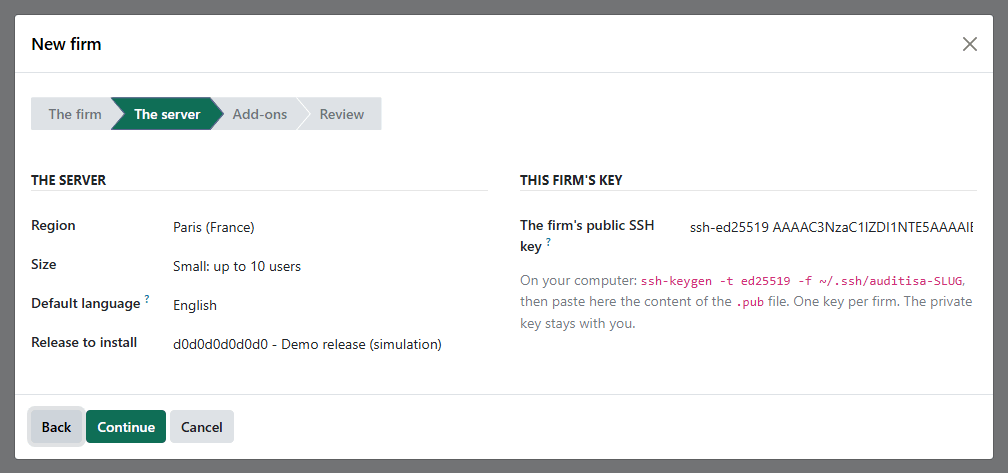 New firm
The firm
The server
Add-ons
Review
THE SERVER
Region
Paris (France)
Size
Small: up to 10 users
Default language ?
English
Release to install
d0d0d0d0d0d0 - Demo release (simulation)
THIS FIRM'S KEY
The firm's public SSH
key ?
ssh-ed25519 AAAAC3NzaC1lZDI1NTE5AAAAIE
On your computer: ssh-keygen -t ed25519 -f ~/.ssh/auditisa-SLUG,
then paste here the content of the .pub file. One key per firm. The private
key stays with you.
Back
Continue
Cancel